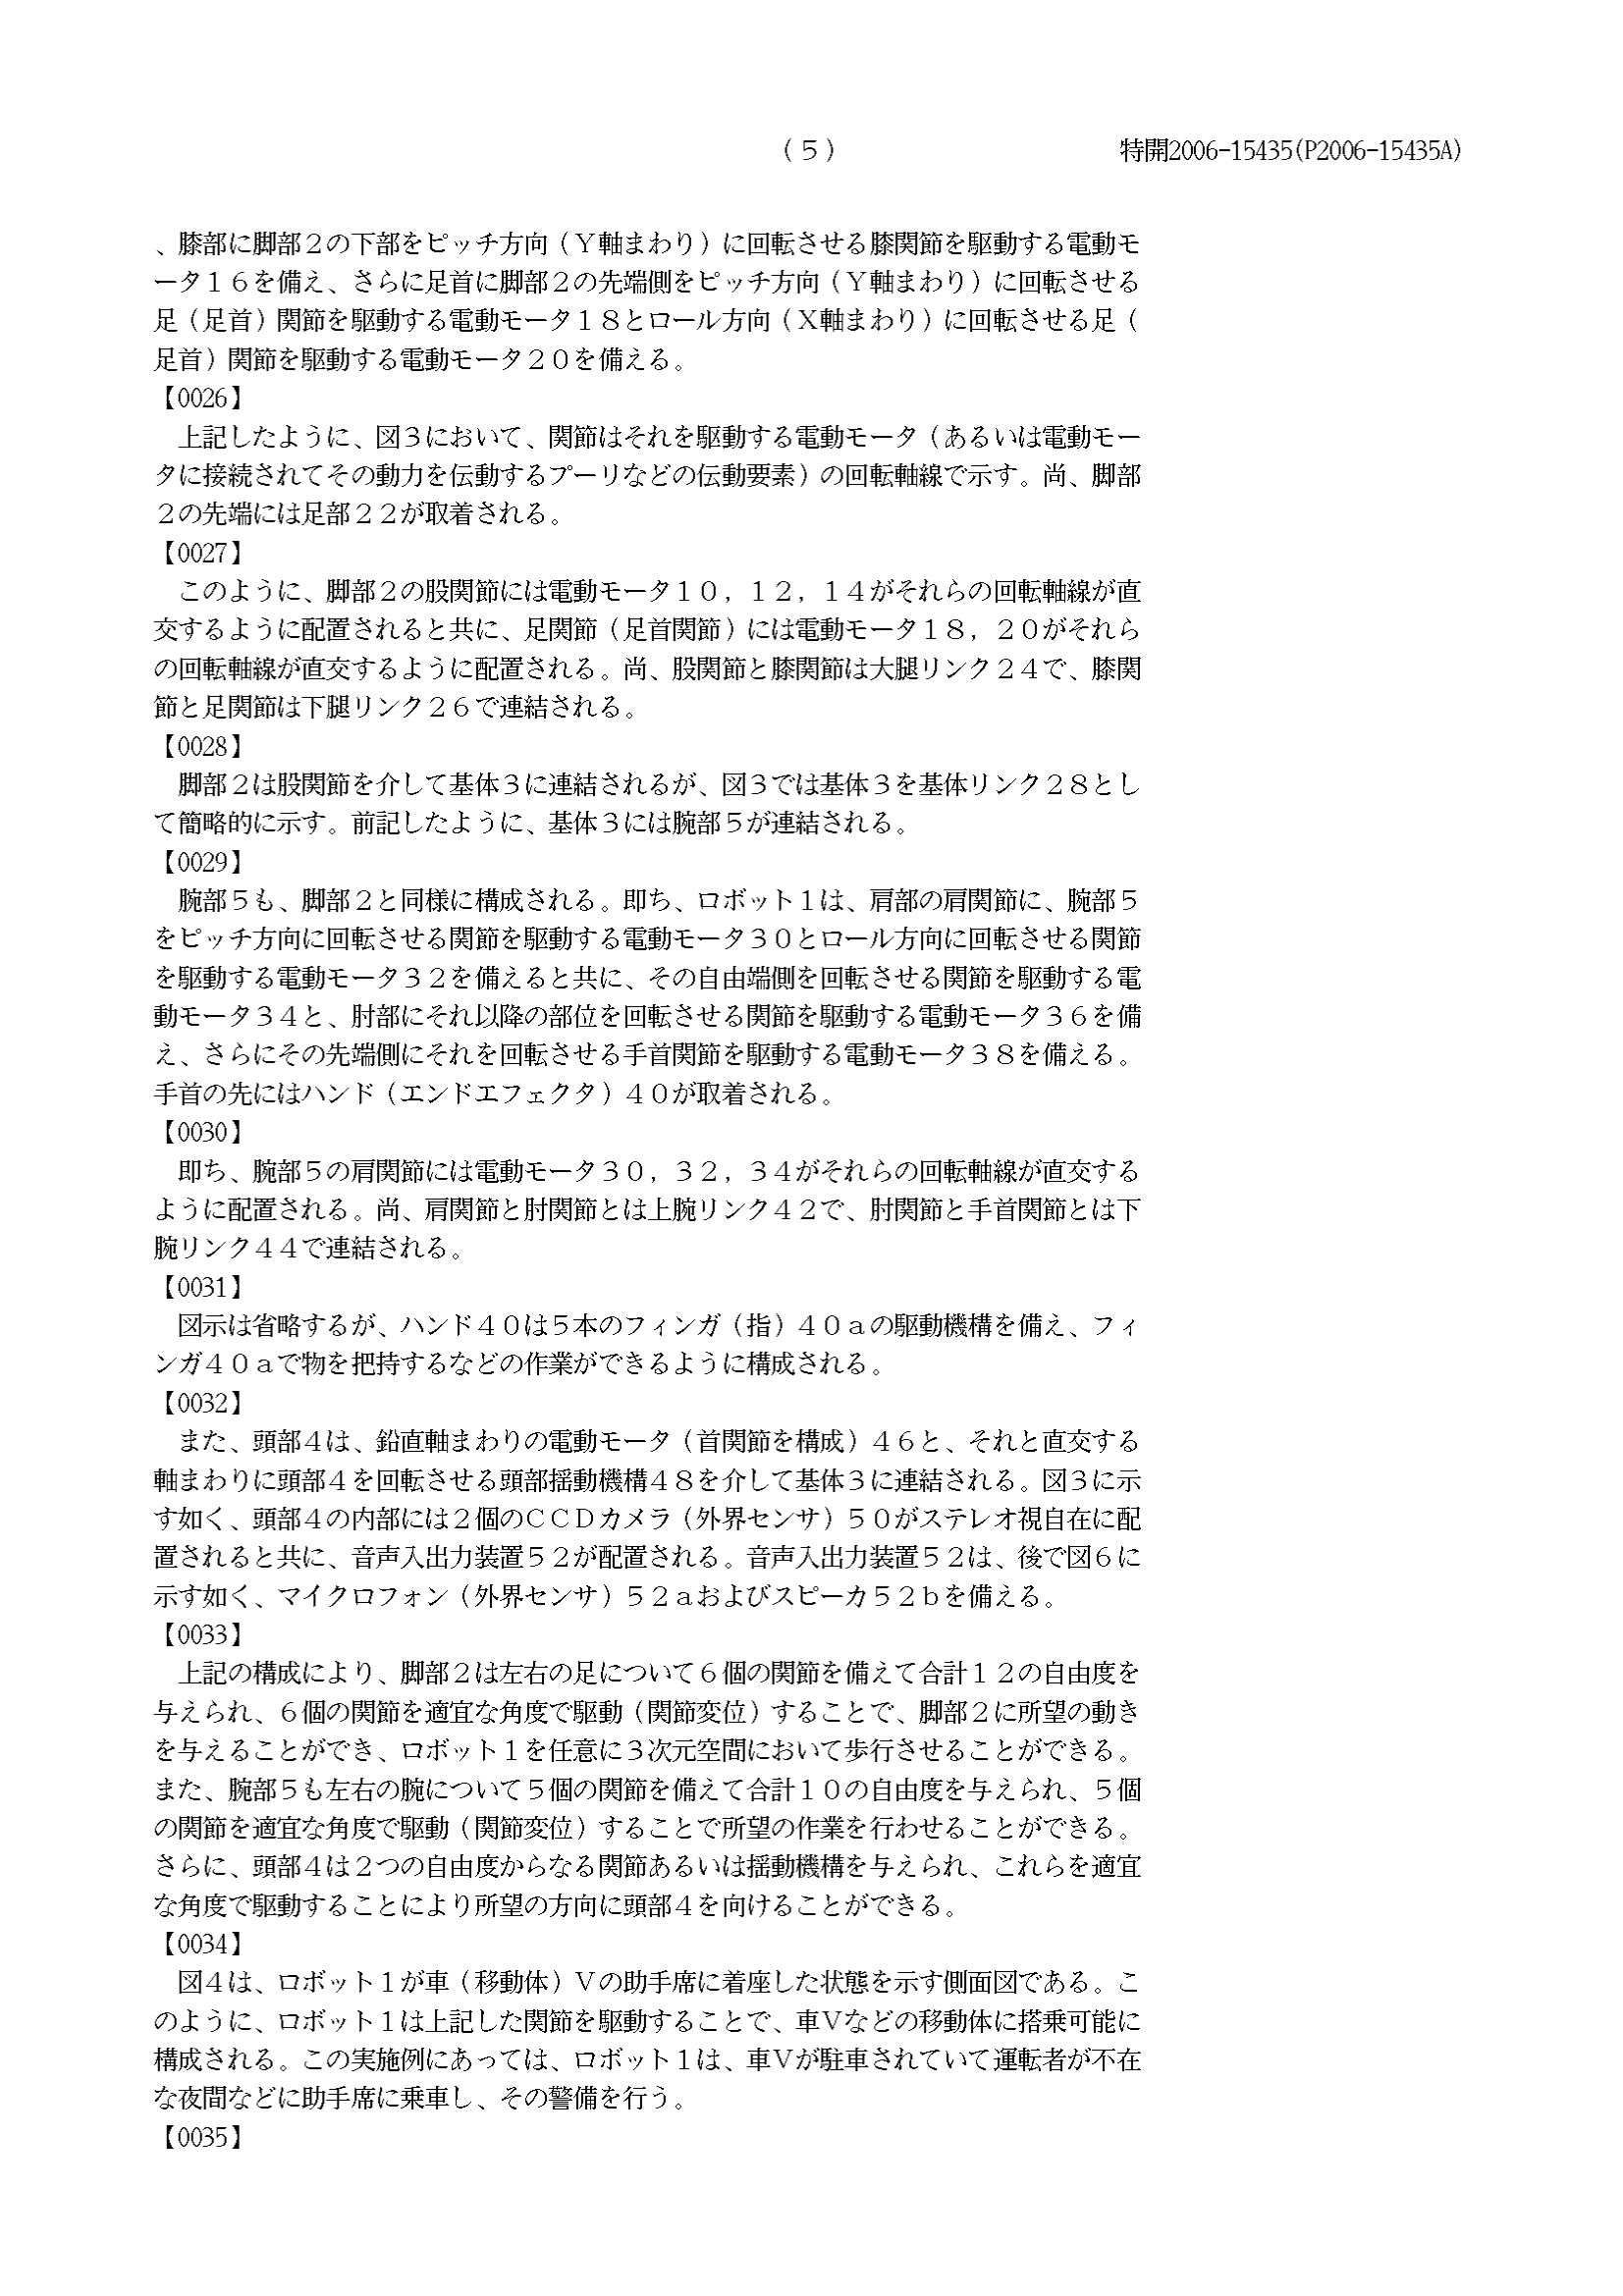 (５)
特開2006-15435(P2006-15435A)
、膝部に脚部２の下部をピッチ方向（Ｙ軸まわり）に回転させる膝関節を駆動する電動モ
ータ１６を備え、さらに足首に脚部２の先端側をピッチ方向（Ｙ軸まわり）に回転させる
足（足首）関節を駆動する電動モータ１８とロール方向（Ｘ軸まわり）に回転させる足（
足首）関節を駆動する電動モータ２０を備える。
【0026】
　上記したように、図３において、関節はそれを駆動する電動モータ（あるいは電動モー
タに接続されてその動力を伝動するプーリなどの伝動要素）の回転軸線で示す。尚、脚部
２の先端には足部２２が取着される。
【0027】
　このように、脚部２の股関節には電動モータ１０，１２，１４がそれらの回転軸線が直
交するように配置されると共に、足関節（足首関節）には電動モータ１８，２０がそれら
の回転軸線が直交するように配置される。尚、股関節と膝関節は大腿リンク２４で、膝関
節と足関節は下腿リンク２６で連結される。
【0028】
　脚部２は股関節を介して基体３に連結されるが、図３では基体３を基体リンク２８とし
て簡略的に示す。前記したように、基体３には腕部５が連結される。
【0029】
　腕部５も、脚部２と同様に構成される。即ち、ロボット１は、肩部の肩関節に、腕部５
をピッチ方向に回転させる関節を駆動する電動モータ３０とロール方向に回転させる関節
を駆動する電動モータ３２を備えると共に、その自由端側を回転させる関節を駆動する電
動モータ３４と、肘部にそれ以降の部位を回転させる関節を駆動する電動モータ３６を備
え、さらにその先端側にそれを回転させる手首関節を駆動する電動モータ３８を備える。
手首の先にはハンド（エンドエフェクタ）４０が取着される。
【0030】
　即ち、腕部５の肩関節には電動モータ３０，３２，３４がそれらの回転軸線が直交する
ように配置される。尚、肩関節と肘関節とは上腕リンク４２で、肘関節と手首関節とは下
腕リンク４４で連結される。
【0031】
　図示は省略するが、ハンド４０は５本のフィンガ（指）４０ａの駆動機構を備え、フィ
ンガ４０ａで物を把持するなどの作業ができるように構成される。
【0032】
　また、頭部４は、鉛直軸まわりの電動モータ（首関節を構成）４６と、それと直交する
軸まわりに頭部４を回転させる頭部揺動機構４８を介して基体３に連結される。図３に示
す如く、頭部４の内部には２個のＣＣＤカメラ（外界センサ）５０がステレオ視自在に配
置されると共に、音声入出力装置５２が配置される。音声入出力装置５２は、後で図６に
示す如く、マイクロフォン（外界センサ）５２ａおよびスピーカ５２ｂを備える。
【0033】
　上記の構成により、脚部２は左右の足について６個の関節を備えて合計１２の自由度を
与えられ、６個の関節を適宜な角度で駆動（関節変位）することで、脚部２に所望の動き
を与えることができ、ロボット１を任意に３次元空間において歩行させることができる。
また、腕部５も左右の腕について５個の関節を備えて合計１０の自由度を与えられ、５個
の関節を適宜な角度で駆動（関節変位）することで所望の作業を行わせることができる。
さらに、頭部４は２つの自由度からなる関節あるいは揺動機構を与えられ、これらを適宜
な角度で駆動することにより所望の方向に頭部４を向けることができる。
【0034】
　図４は、ロボット１が車（移動体）Ｖの助手席に着座した状態を示す側面図である。こ
のように、ロボット１は上記した関節を駆動することで、車Ｖなどの移動体に搭乗可能に
構成される。この実施例にあっては、ロボット１は、車Ｖが駐車されていて運転者が不在
な夜間などに助手席に乗車し、その警備を行う。
【0035】